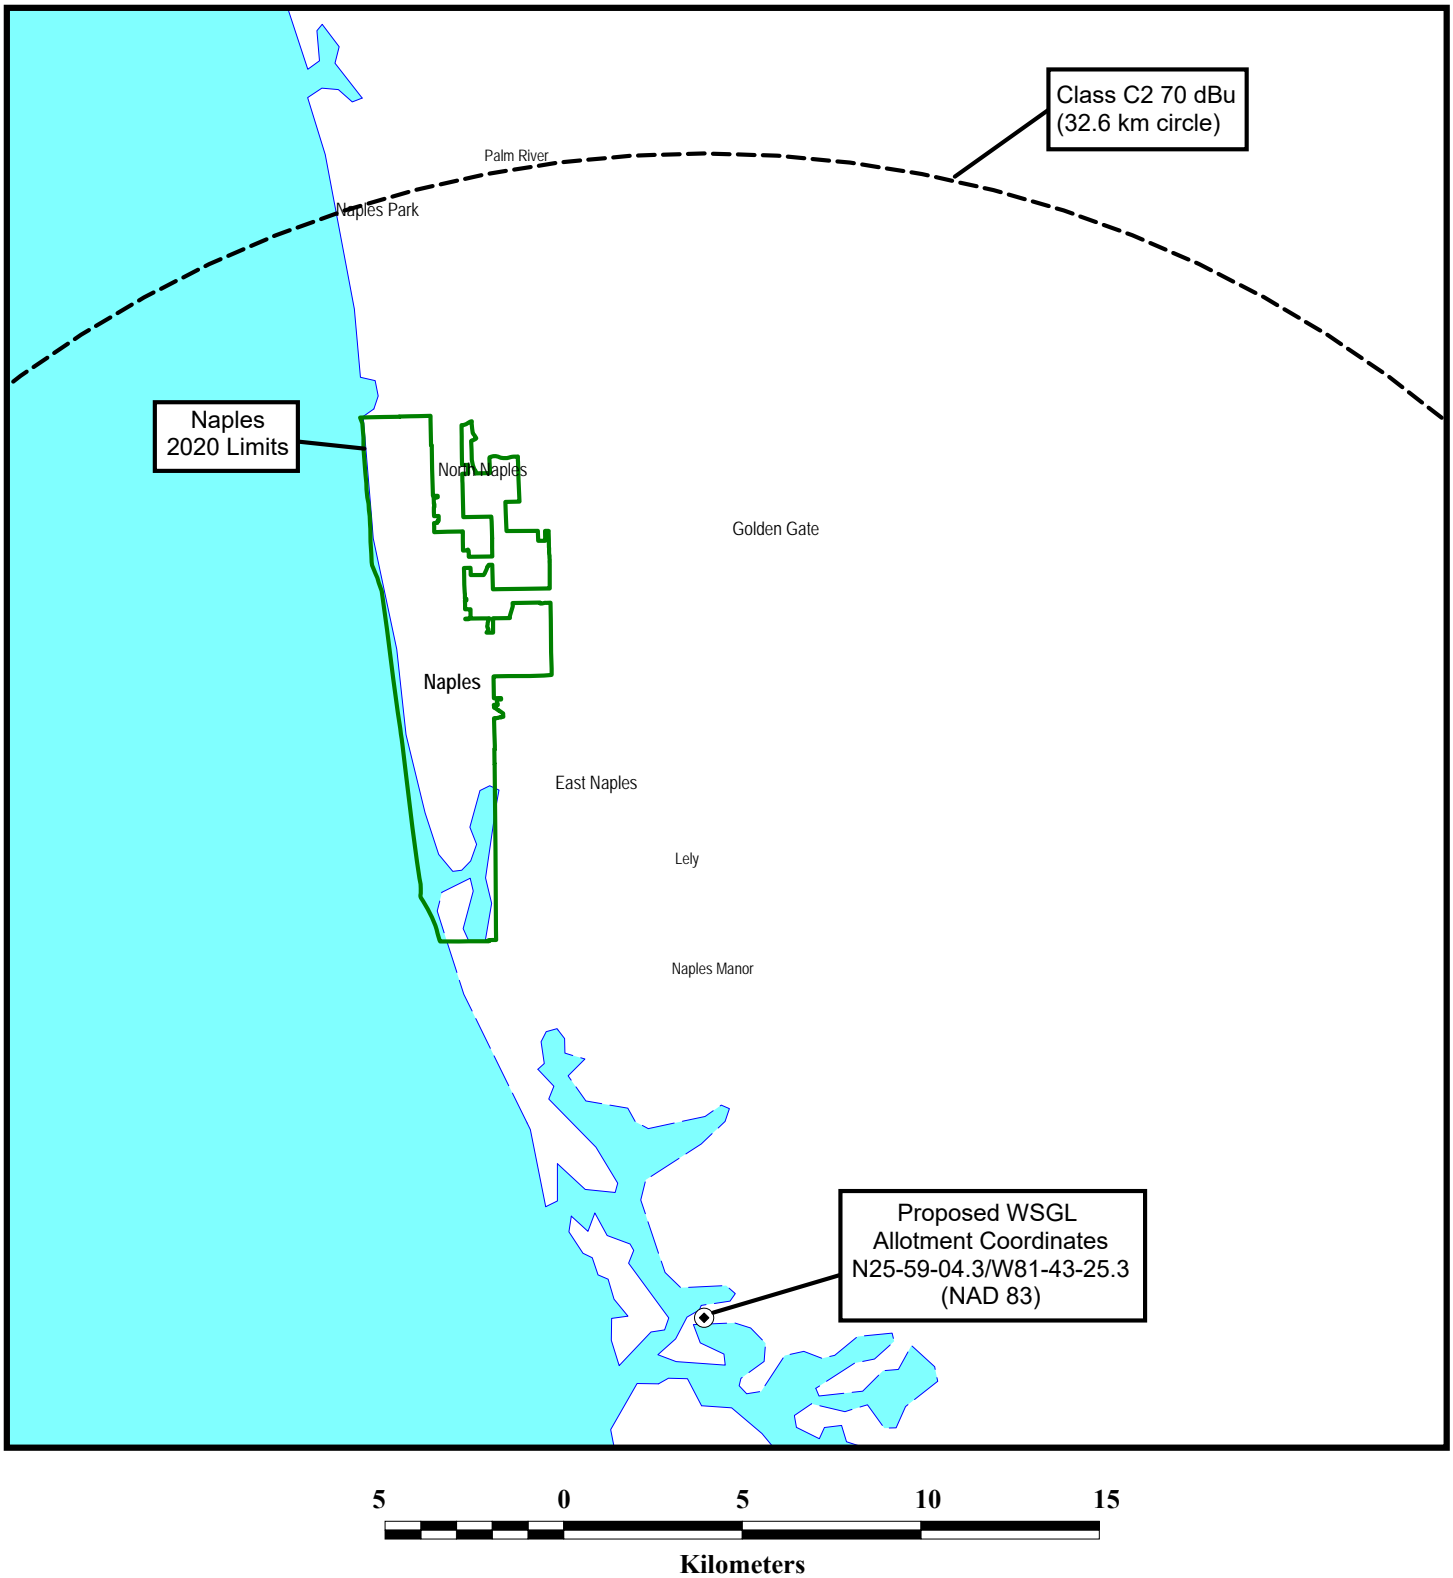 Class C2 70 dBu
(32.6 km circle)
Palm River
Naples Park
Naples
2020 Limits
North Naples
Golden Gate
Naples
East Naples
Lely
Naples Manor
Proposed WSGL
Allotment Coordinates
N25-59-04.3/W81-43-25.3
(NAD 83)
5 0 5 10 15
Kilometers